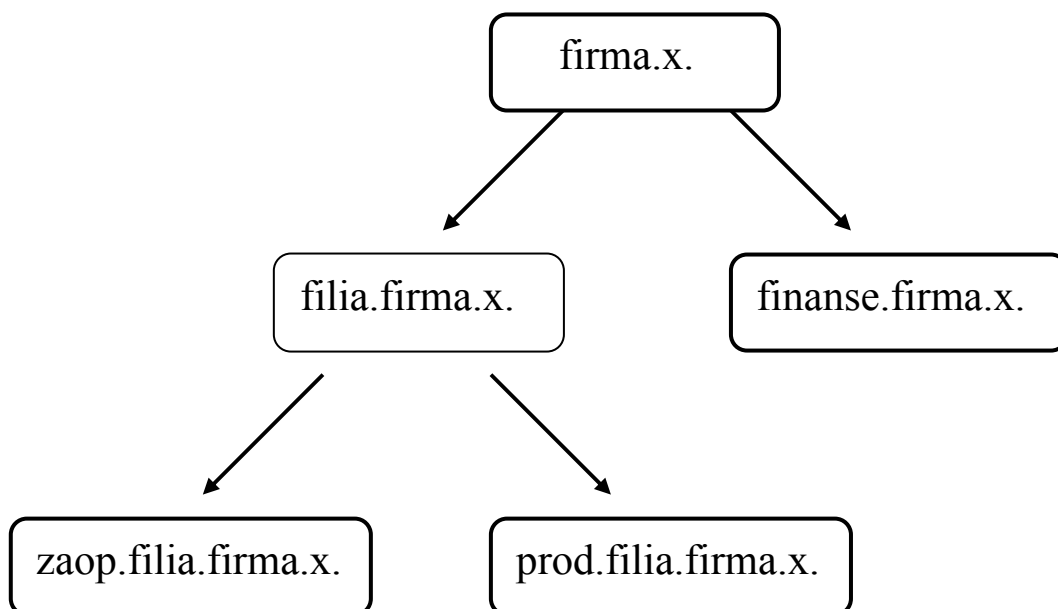 firma.x.
filia.firma.x.
finanse.firma.x.
zaop.filia.firma.x.
prod.filia.firma.x.